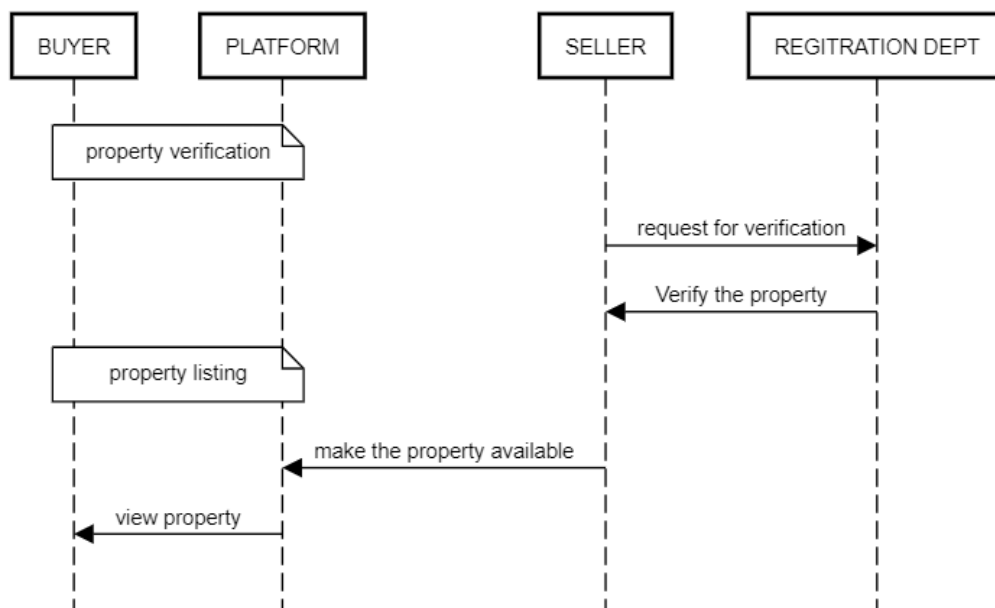 BUYER
PLATFORM
SELLER
REGITRATION DEPT
property verification
request for verification
Verify the property
property listing
make the property available
view property